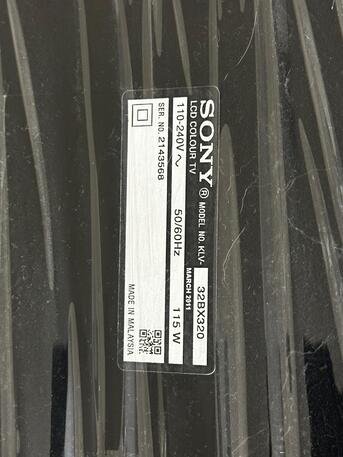 SONY® MODEL NO. KLV- 32BX320
LCD COLOUR TV MARCH 2011
110-240V ~ 50/60Hz 115 W
SER. NO. 2143568 MADE IN MALAYSIA